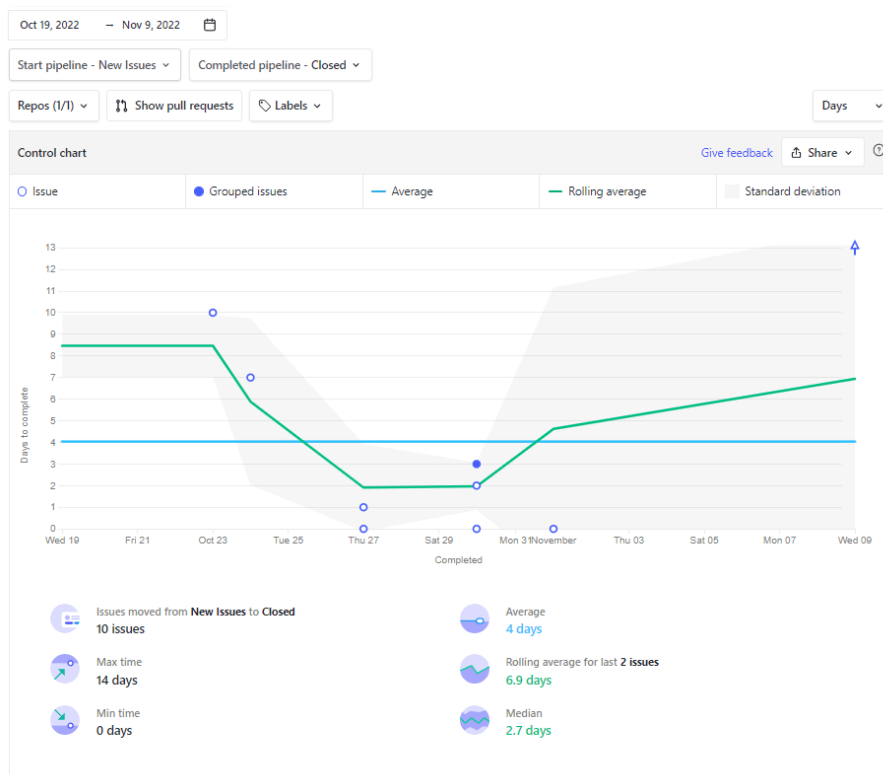 Oct 19, 2022 → Nov 9, 2022
Start pipeline - New Issues Completed pipeline - Closed
Repos (1/1) Show pull requests Labels Days
Control chart Give feedback Share
Issue Grouped issues Average Rolling average Standard deviation
13
12
11
10
9
8
7
6
5
4
3
2
1
0
Days to complete
Wed 19 Fri 21 Oct 23 Tue 25 Thu 27 Sat 29 Mon 31 November Thu 03 Sat 05 Mon 07 Wed 09
Completed
Issues moved from New Issues to Closed
10 issues
Average
4 days
Max time
14 days
Rolling average for last 2 issues
6.9 days
Min time
0 days
Median
2.7 days